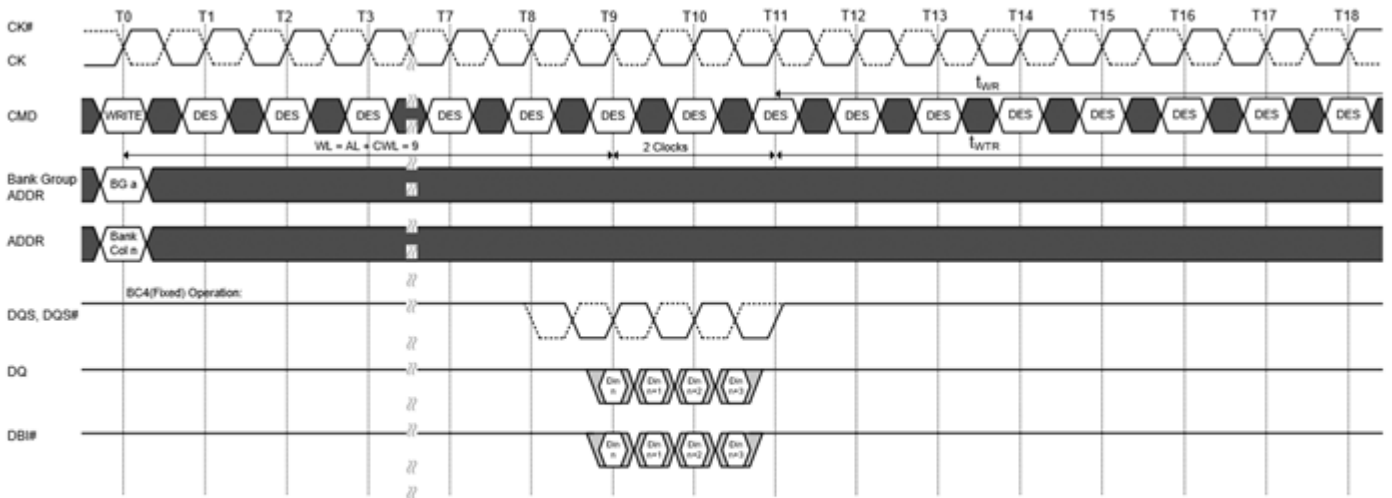 T0 T1 T2 T3 T7 T8 T9 T10 T11 T12 T13 T14 T15 T16 T17 T18
CK#
CK
tWR
CMD WRITE DES DES DES DES DES DES DES DES DES DES DES DES DES DES DES
WL = AL + CWL = 9 2 Clocks tWTR
Bank Group
ADDR
BG a
ADDR
Bank
Col n
BC4(Fixed) Operation:
DQS, DQS#
DQ
Din Din Din Din
n n+1 n+2 n+3
DBI#
Din Din Din Din
n n+1 n+2 n+3